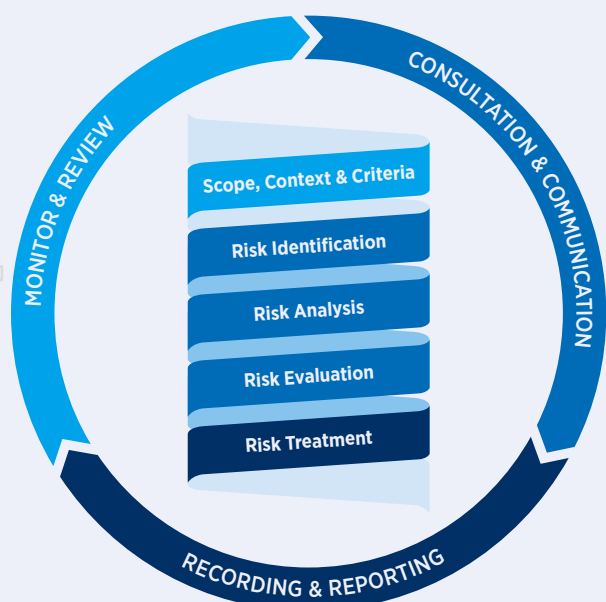 MONITOR & REVIEW
CONSULTATION & COMMUNICATION
Scope, Context & Criteria
Risk Identification
Risk Analysis
Risk Evaluation
Risk Treatment
RECORDING & REPORTING